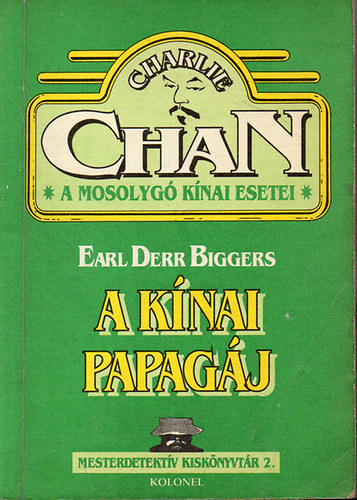 CHARLIE
CHAN
* A MOSOLYGÓ KÍNAI ESETEI *
EARL DERR BIGGERS
A KÍNAI
PAPAGÁJ
MESTERDETEKTÍV KISKÖNYVTÁR 2.
KOLONEL